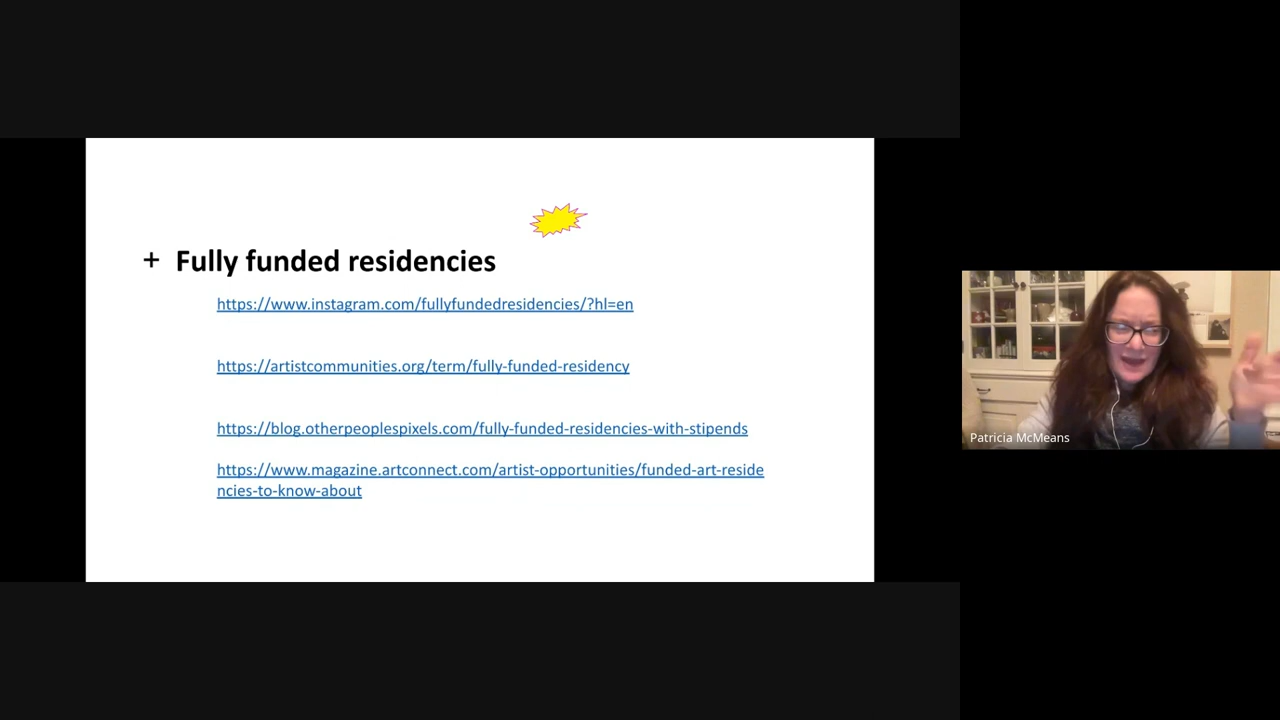 + Fully funded residencies
https://www.instagram.com/fullyfundedresidencies/?hl=en
https://artistcommunities.org/term/fully-funded-residency
https://blog.otherpeoplespixels.com/fully-funded-residencies-with-stipends
https://www.magazine.artconnect.com/artist-opportunities/funded-art-reside
ncies-to-know-about
Patricia McMeans